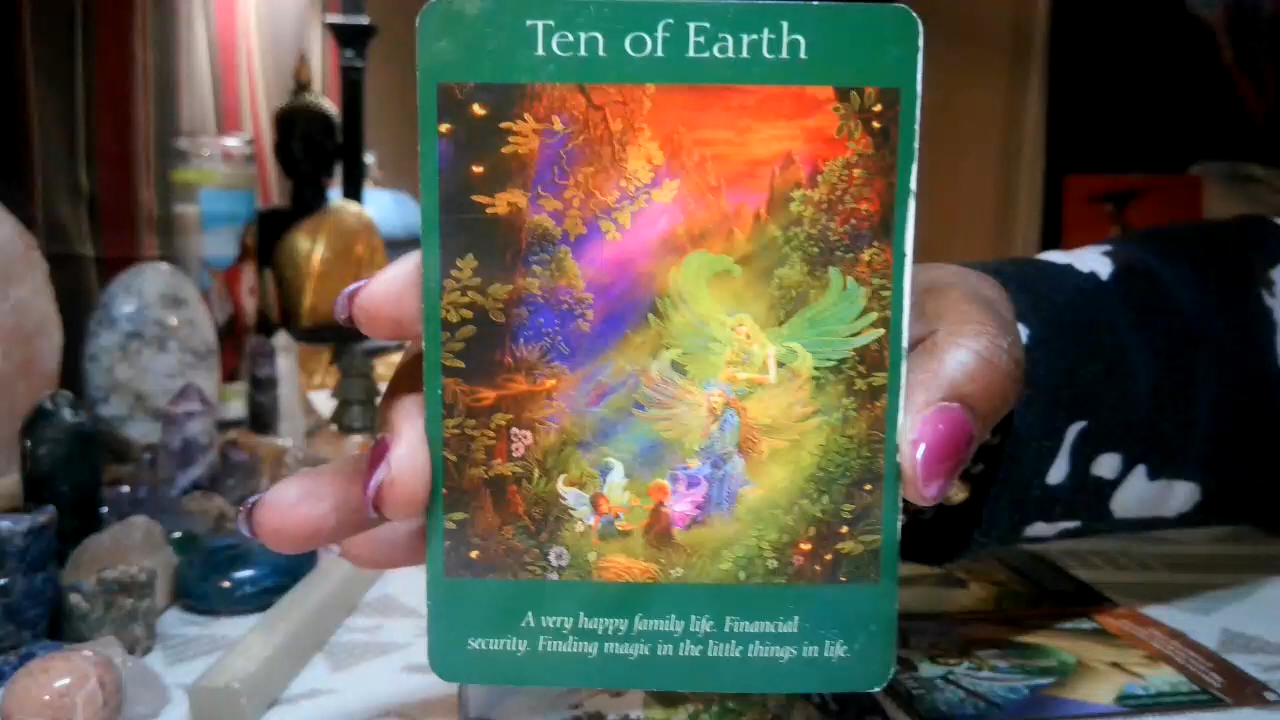 Ten of Earth
A very happy family life. Financial
security. Finding magic in the little things in life.